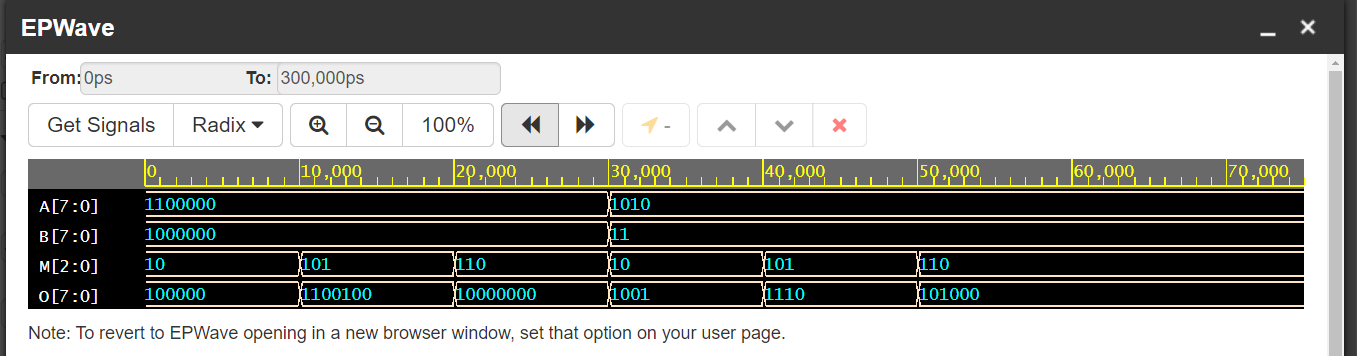 EPWave
From: 0ps To: 300,000ps
Get Signals Radix 100% -
0 10,000 20,000 30,000 40,000 50,000 60,000 70,000
A[7:0] 1100000 1010
B[7:0] 1000000 11
M[2:0] 10 101 110 10 101 110
O[7:0] 100000 1100100 10000000 1001 1110 101000
Note: To revert to EPWave opening in a new browser window, set that option on your user page.